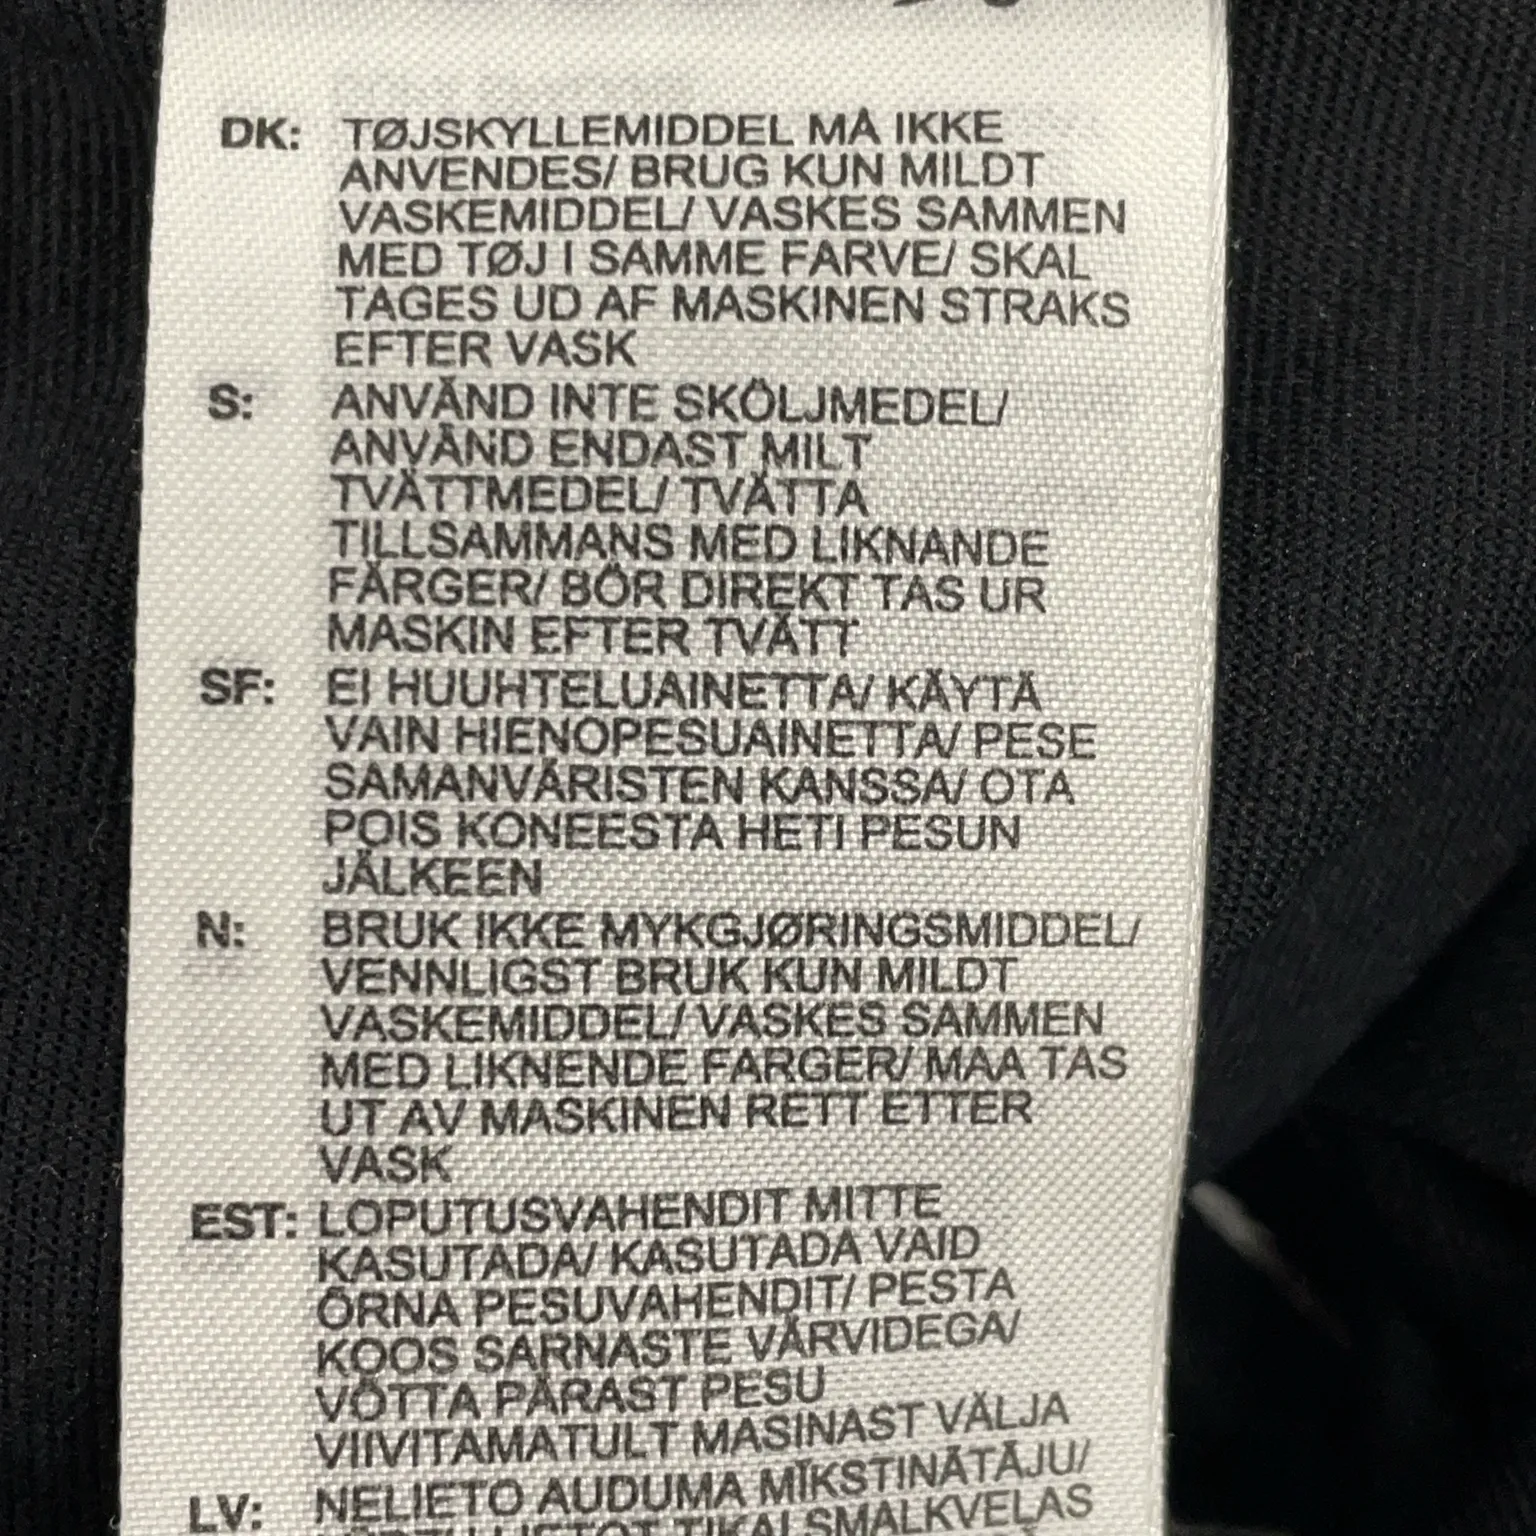 DK: TØJSKYLLEMIDDEL MÅ IKKE
ANVENDES/ BRUG KUN MILDT
VASKEMIDDEL/ VASKES SAMMEN
MED TØJ I SAMME FARVE/ SKAL
TAGES UD AF MASKINEN STRAKS
EFTER VASK
S: ANVÄND INTE SKÖLJMEDEL/
ANVÄND ENDAST MILT
TVÄTTMEDEL/ TVÄTTA
TILLSAMMANS MED LIKNANDE
FÄRGER/ BÖR DIREKT TAS UR
MASKIN EFTER TVÄTT
SF: EI HUUHTELUAINETTA/ KÄYTÄ
VAIN HIENOPESUAINETTA/ PESE
SAMANVÄRISTEN KANSSA/ OTA
POIS KONEESTA HETI PESUN
JÄLKEEN
N: BRUK IKKE MYKGJØRINGSMIDDEL/
VENNLIGST BRUK KUN MILDT
VASKEMIDDEL/ VASKES SAMMEN
MED LIKNENDE FARGER/ MAA TAS
UT AV MASKINEN RETT ETTER
VASK
EST: LOPUTUSVAHENDIT MITTE
KASUTADA/ KASUTADA VAID
ÕRNA PESUVAHENDIT/ PESTA
KOOS SARNASTE VÄRVIDEGA/
VÕTTA PÄRAST PESU
VIIVITAMATULT MASINAST VÄLJA
LV: NELIETO AUDUMA MĪKSTINĀTĀJU/
LIETOT TIKAI SMALKVEĻAS